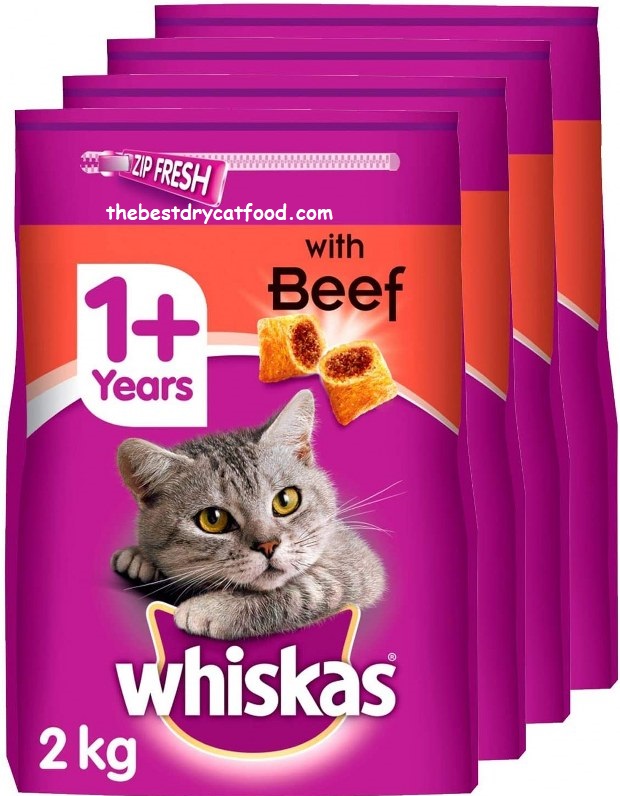 ZIP FRESH
thebestdrycatfood.com
with
Beef
1+
Years
whiskas®
2 kg